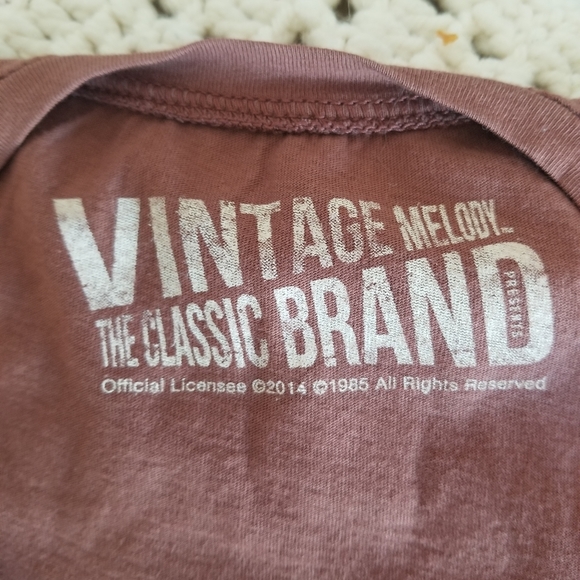 VINTAGE MELODY
THE CLASSIC BRAND
PRESENTS
Official Licensee ©2014 ©1985 All Rights Reserved